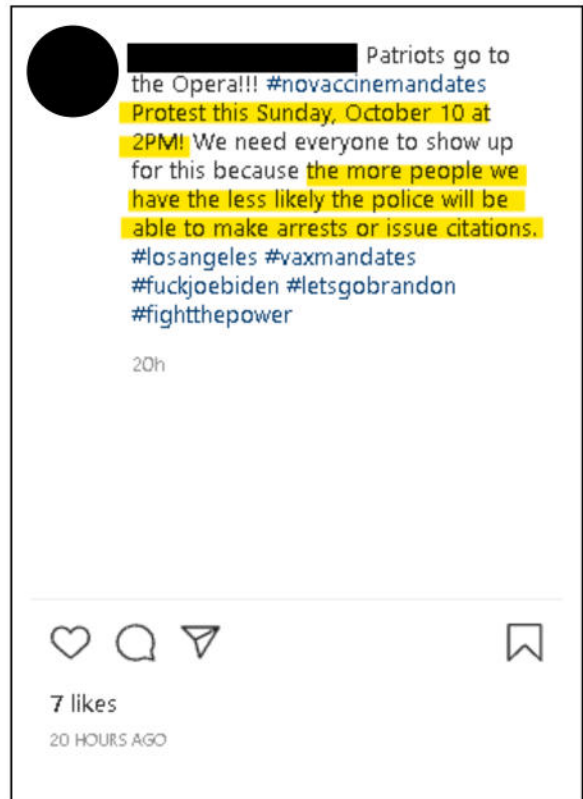 Patriots go to
the Opera!!! #novaccinemandates
Protest this Sunday, October 10 at
2PM! We need everyone to show up
for this because the more people we
have the less likely the police will be
able to make arrests or issue citations.
#losangeles #vaxmandates
#fuckjoebiden #letsgobrandon
#fightthepower
20h
7 likes
20 HOURS AGO